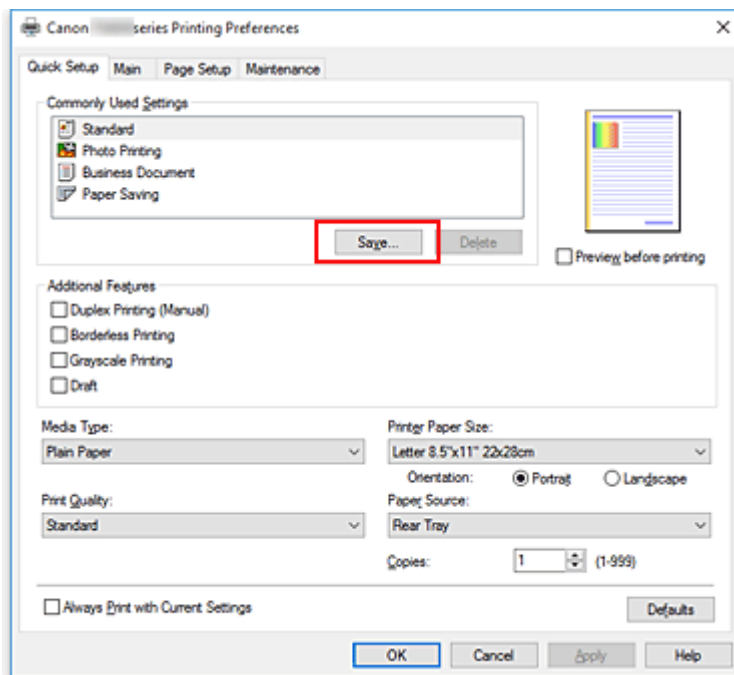 Canon series Printing Preferences
Quick Setup Main Page Setup Maintenance
Commonly Used Settings
Standard
Photo Printing
Business Document
Paper Saving
Save... Delete
Preview before printing
Additional Features
Duplex Printing (Manual)
Borderless Printing
Grayscale Printing
Draft
Media Type: Printer Paper Size:
Plain Paper Letter 8.5"x11" 22x28cm
Orientation: Portrait Landscape
Print Quality: Paper Source:
Standard Rear Tray
Copies: 1 (1-999)
Always Print with Current Settings Defaults
OK Cancel Apply Help